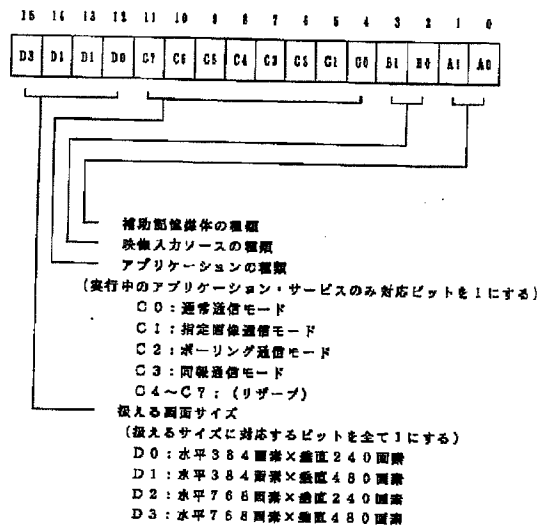 15 14 13 12 11 10 9 8 7 6 5 4 3 2 1 0
D3 D2 D1 D0 C7 C6 C5 C4 C3 C2 C1 C0 B1 B0 A1 A0
補助記憶媒体の種類
映像入力ソースの種類
アプリケーションの種類
(実行中のアプリケーション・サービスのみ対応ビットを1にする)
C0:通常通信モード
C1:指定画像通信モード
C2:ポーリング通信モード
C3:同報通信モード
C4〜C7:(リザーブ)
扱える画面サイズ
(扱えるサイズに対応するビットを全て1にする)
D0:水平384画素×垂直240画素
D1:水平384画素×垂直480画素
D2:水平768画素×垂直240画素
D3:水平768画素×垂直480画素